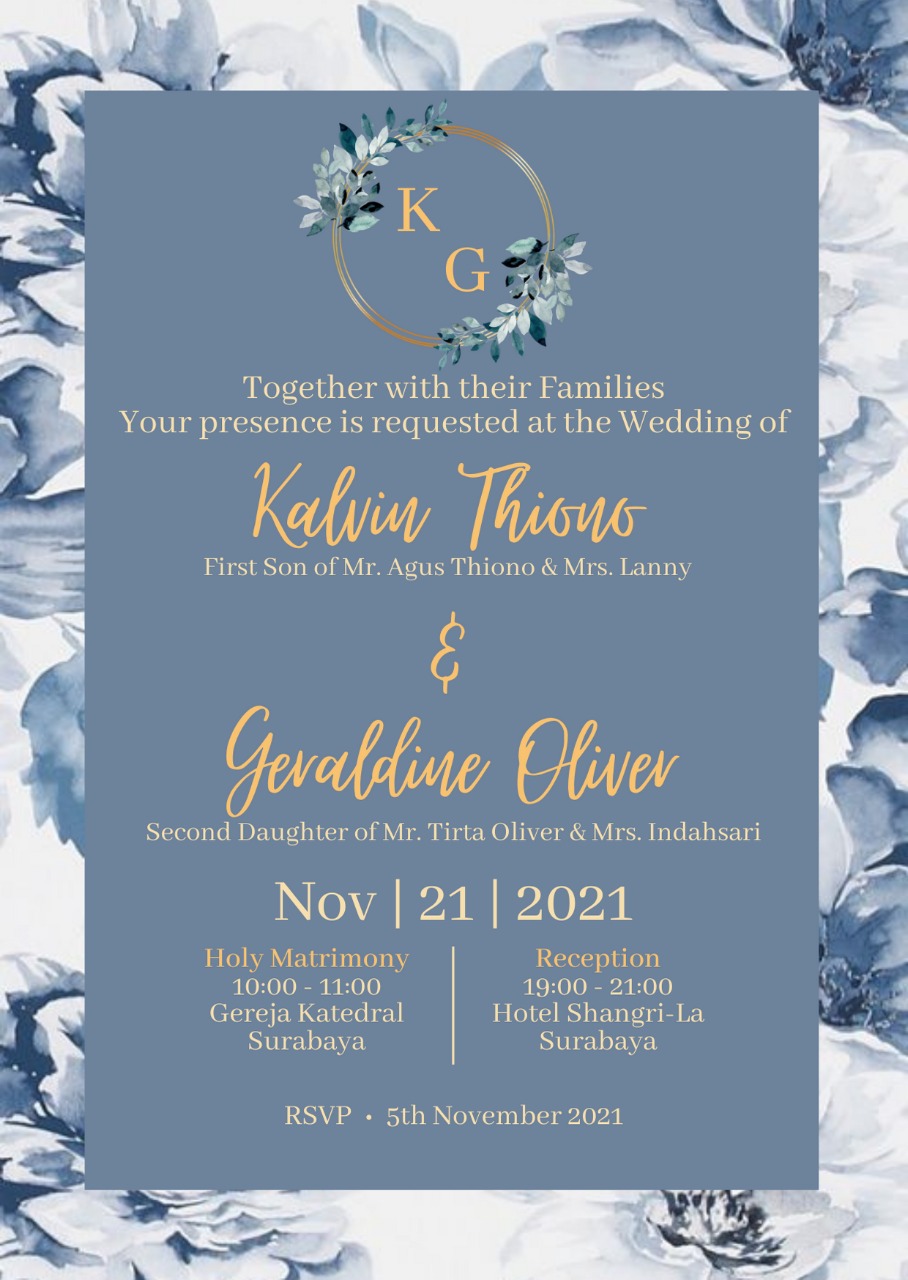 K
G
Together with their Families
Your presence is requested at the Wedding of
Kalvin Thiono
First Son of Mr. Agus Thiono & Mrs. Lanny
&
Geraldine Oliver
Second Daughter of Mr. Tirta Oliver & Mrs. Indahsari
Nov | 21 | 2021
Holy Matrimony
10:00 - 11:00
Gereja Katedral
Surabaya
Reception
19:00 - 21:00
Hotel Shangri-La
Surabaya
RSVP • 5th November 2021